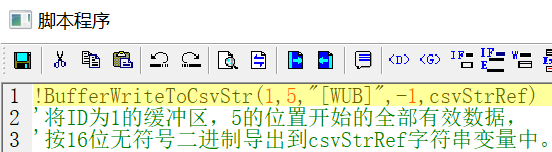 脚本程序
<D> <G> IF= IF= E W=
1 !BufferWriteToCsvStr(1,5,"[WUB]",-1,csvStrRef)
2 '将ID为1的缓冲区，5的位置开始的全部有效数据，
3 '按16位无符号二进制导出到csvStrRef字符串变量中。